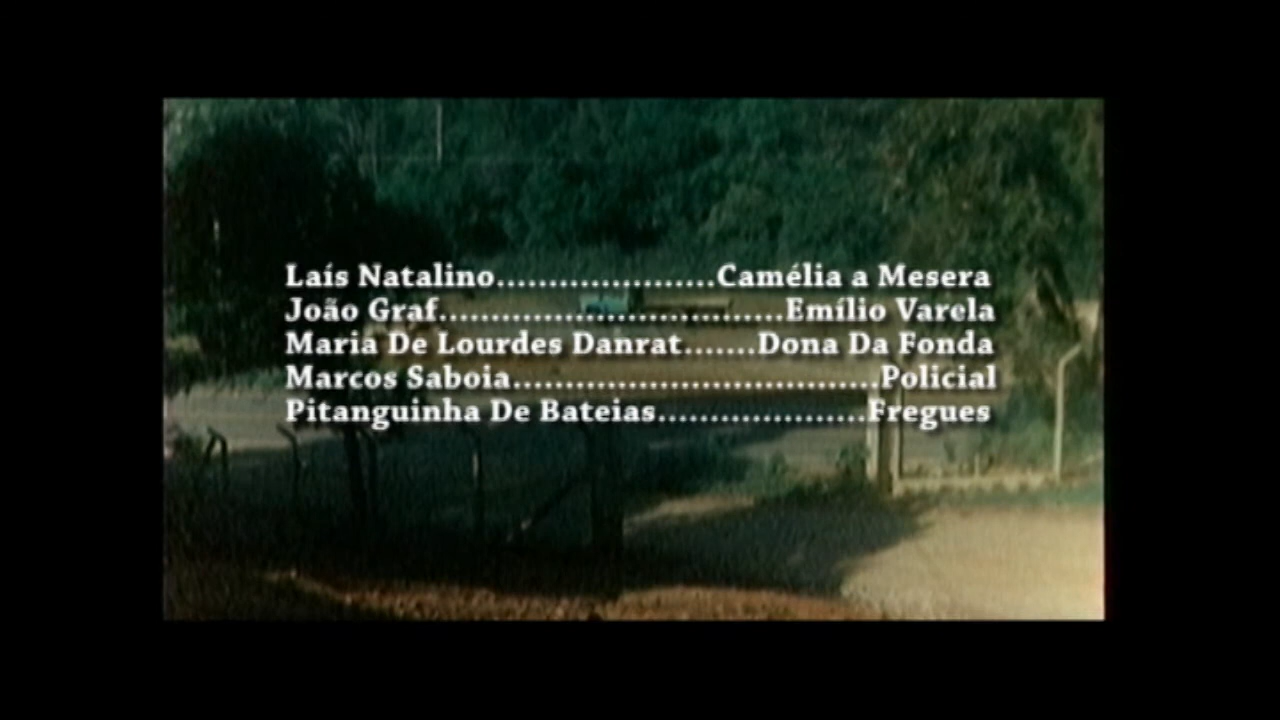 Laís Natalino.....................Camélia a Mesera
João Graf.................................Emílio Varela
Maria De Lourdes Danrat.......Dona Da Fonda
Marcos Saboia...................................Policial
Pitanguinha De Bateias....................Fregues